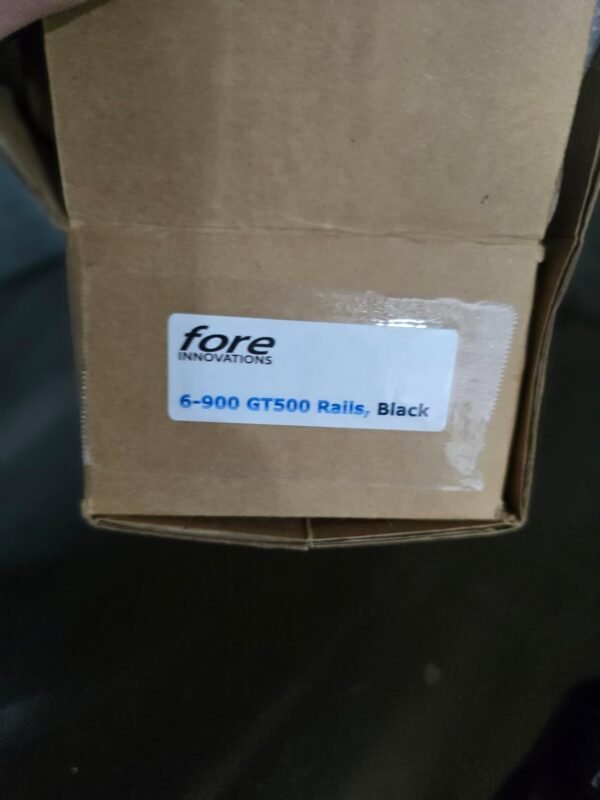 fore
INNOVATIONS
6-900 GT500 Rails, Black